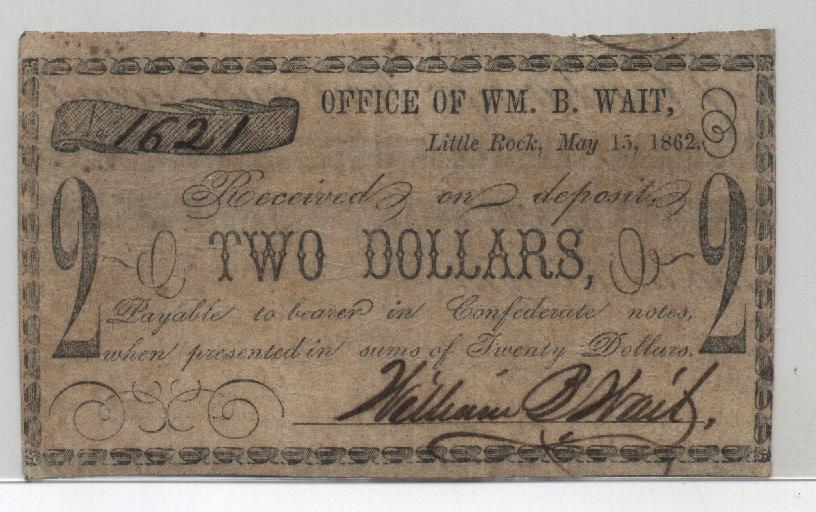 OFFICE OF WM. B. WAIT,
1621
Little Rock, May 15, 1862.
Received on deposit,
2 TWO DOLLARS, 2
Payable to bearer in Confederate notes,
when presented in sums of Twenty Dollars.
William B Wait,